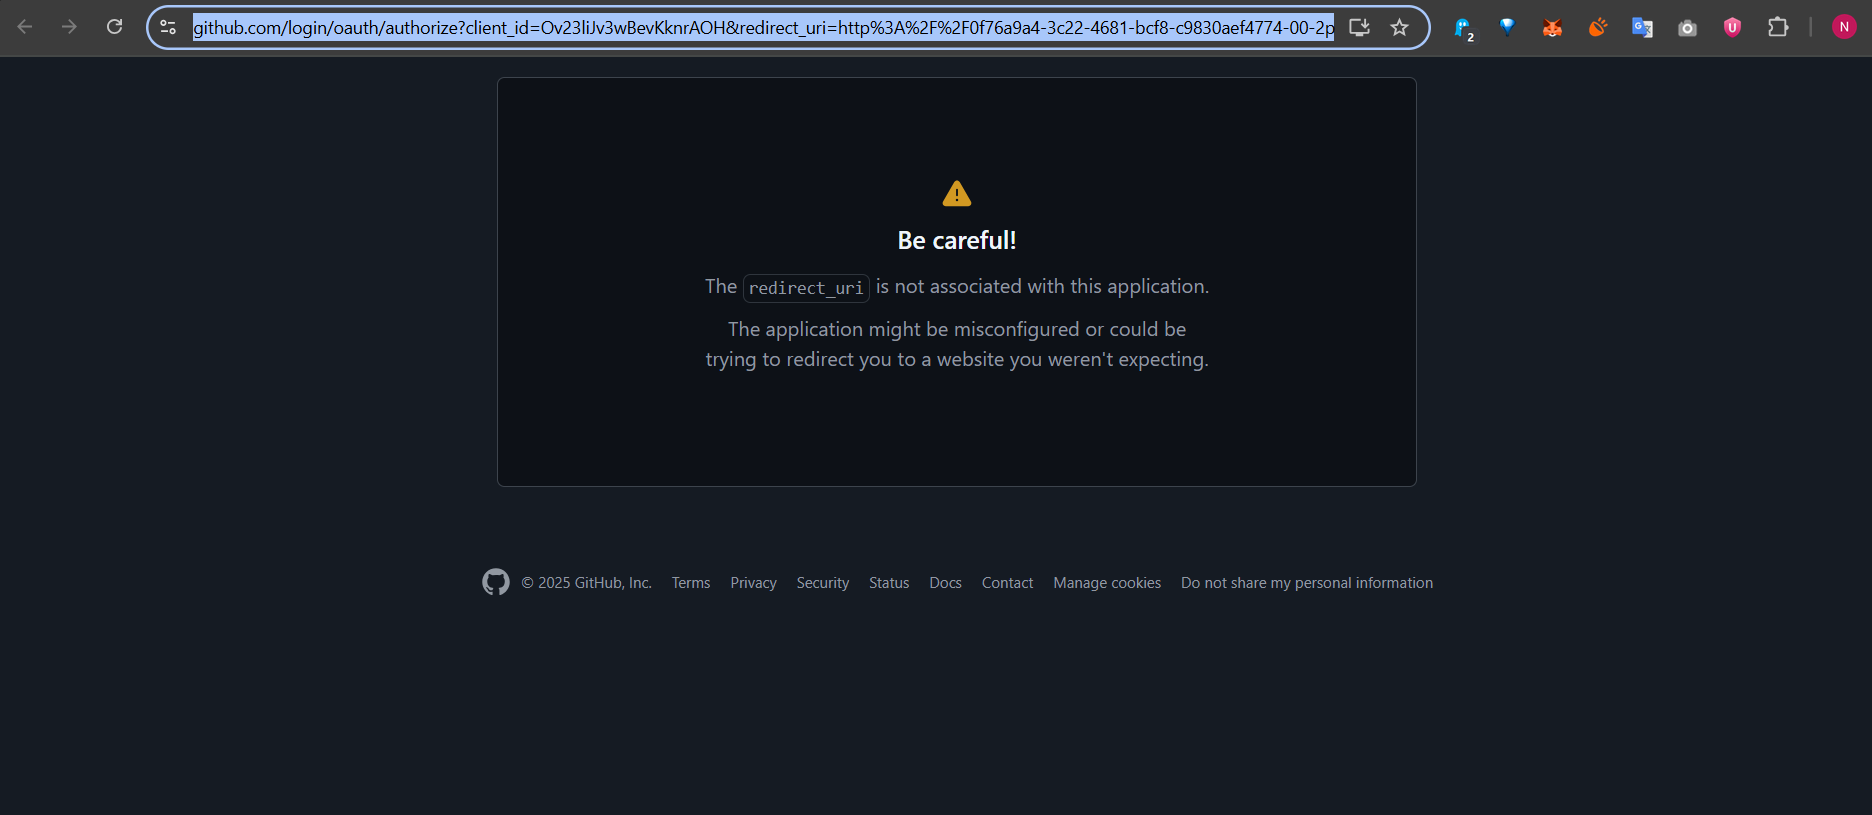 github.com/login/oauth/authorize?client_id=Ov23liJv3wBevKknrAOH&redirect_uri=http%3A%2F%2F0f76a9a4-3c22-4681-bcf8-c9830aef4774-00-2p
2
G
U
N
Be careful!
The redirect_uri is not associated with this application.
The application might be misconfigured or could be
trying to redirect you to a website you weren't expecting.
© 2025 GitHub, Inc. Terms Privacy Security Status Docs Contact Manage cookies Do not share my personal information